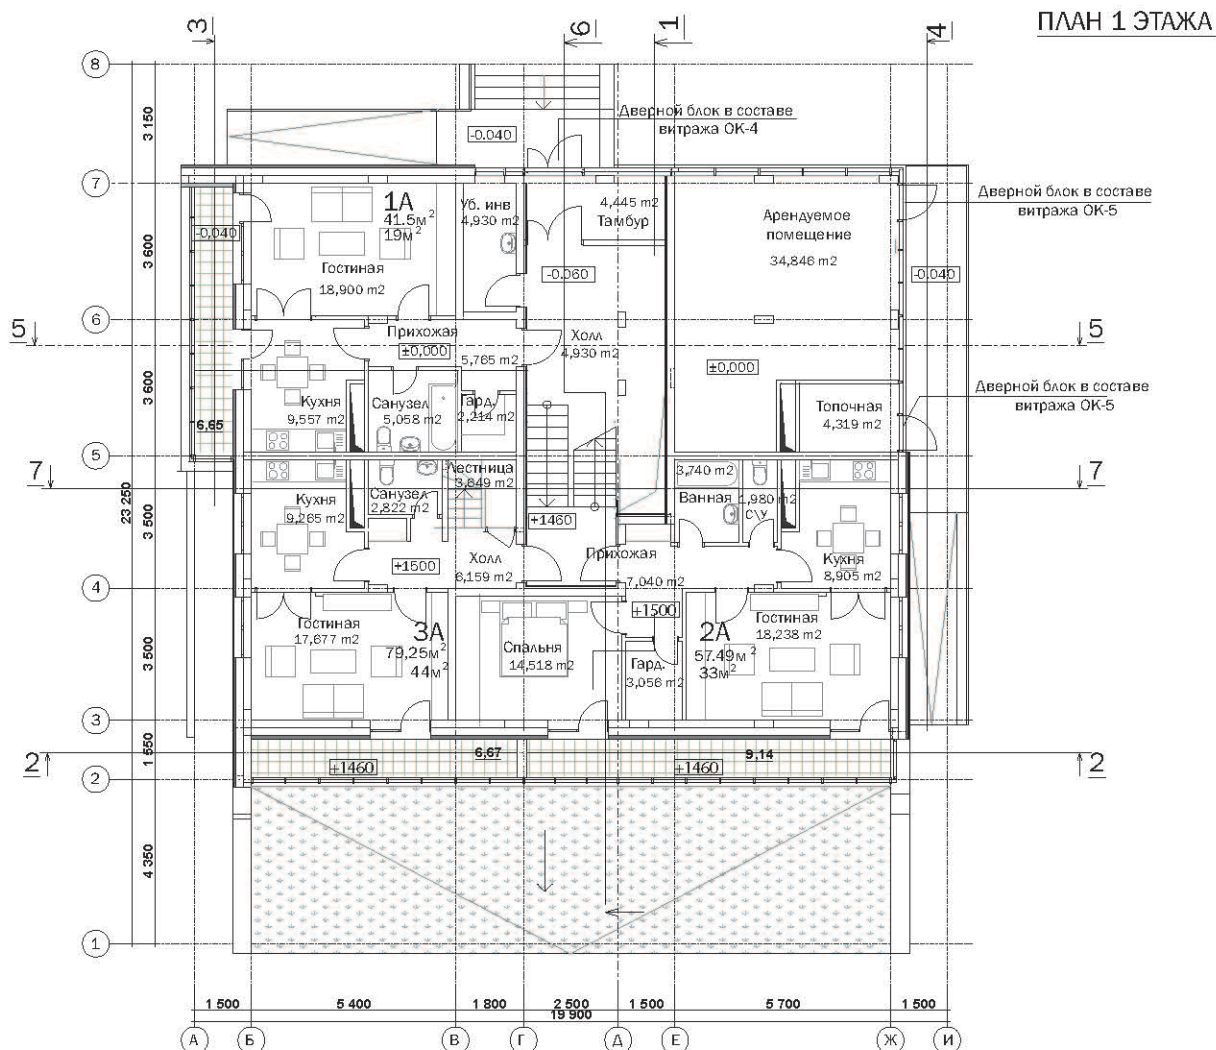 ПЛАН 1 ЭТАЖА
3
6
1
4
8
3 150
Дверной блок в составе
витража ОК-4
-0.040
7
1А
41.5м²
19м²
Уб. инв
4,930 m2
4,445 m2
Тамбур
Арендуемое
помещение
34,846 m2
Дверной блок в составе
витража ОК-5
-0.040
3 600
Гостиная
18,900 m2
-0.060
-0.040
6
5
Прихожая
±0,000
5,765 m2
Холл
4,930 m2
5
±0,000
3 600
Кухня
9,557 m2
Санузел
5,058 m2
Гард.
2,214 m2
Топочная
4,319 m2
Дверной блок в составе
витража ОК-5
6,65
5
7
Лестница
3,649 m2
3,740 m2
7
23 250
3 500
Кухня
9,265 m2
Санузел
2,822 m2
+1460
Ванная
1,980 m2
С\У
+1500
Холл
6,159 m2
Прихожая
7,040 m2
Кухня
8,905 m2
4
3 500
Гостиная
17,677 m2
3А
79,25м²
44м²
Спальня
14,518 m2
+1500
Гард.
3,056 m2
2А
57.49м²
33м²
Гостиная
18,238 m2
3
1 550
2
6,67
9,14
2
+1460
+1460
2
4 350
1
1 500
5 400
1 800
2 500
1 500
5 700
1 500
19 900
А
Б
В
Г
Д
Е
Ж
И